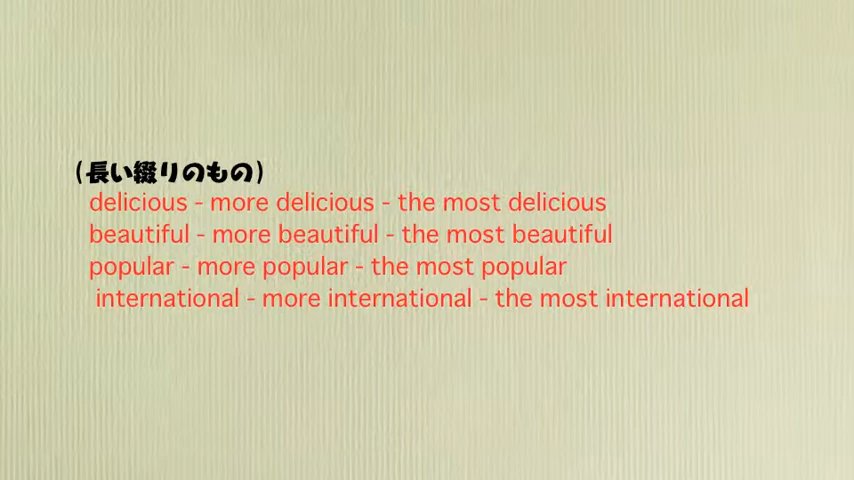 (長い綴りのもの)
delicious - more delicious - the most delicious
beautiful - more beautiful - the most beautiful
popular - more popular - the most popular
international - more international - the most international